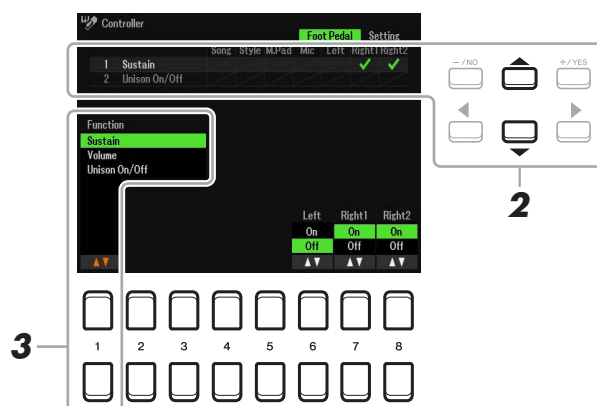 Controller
Foot Pedal Setting
Song Style M.Pad Mic Left Right1 Right2
1 Sustain
2 Unison On/Off
-/NO
+/YES
2
Function
Sustain
Volume
Unison On/Off
Left Right1 Right2
On On On
Off Off Off
3
1 2 3 4 5 6 7 8